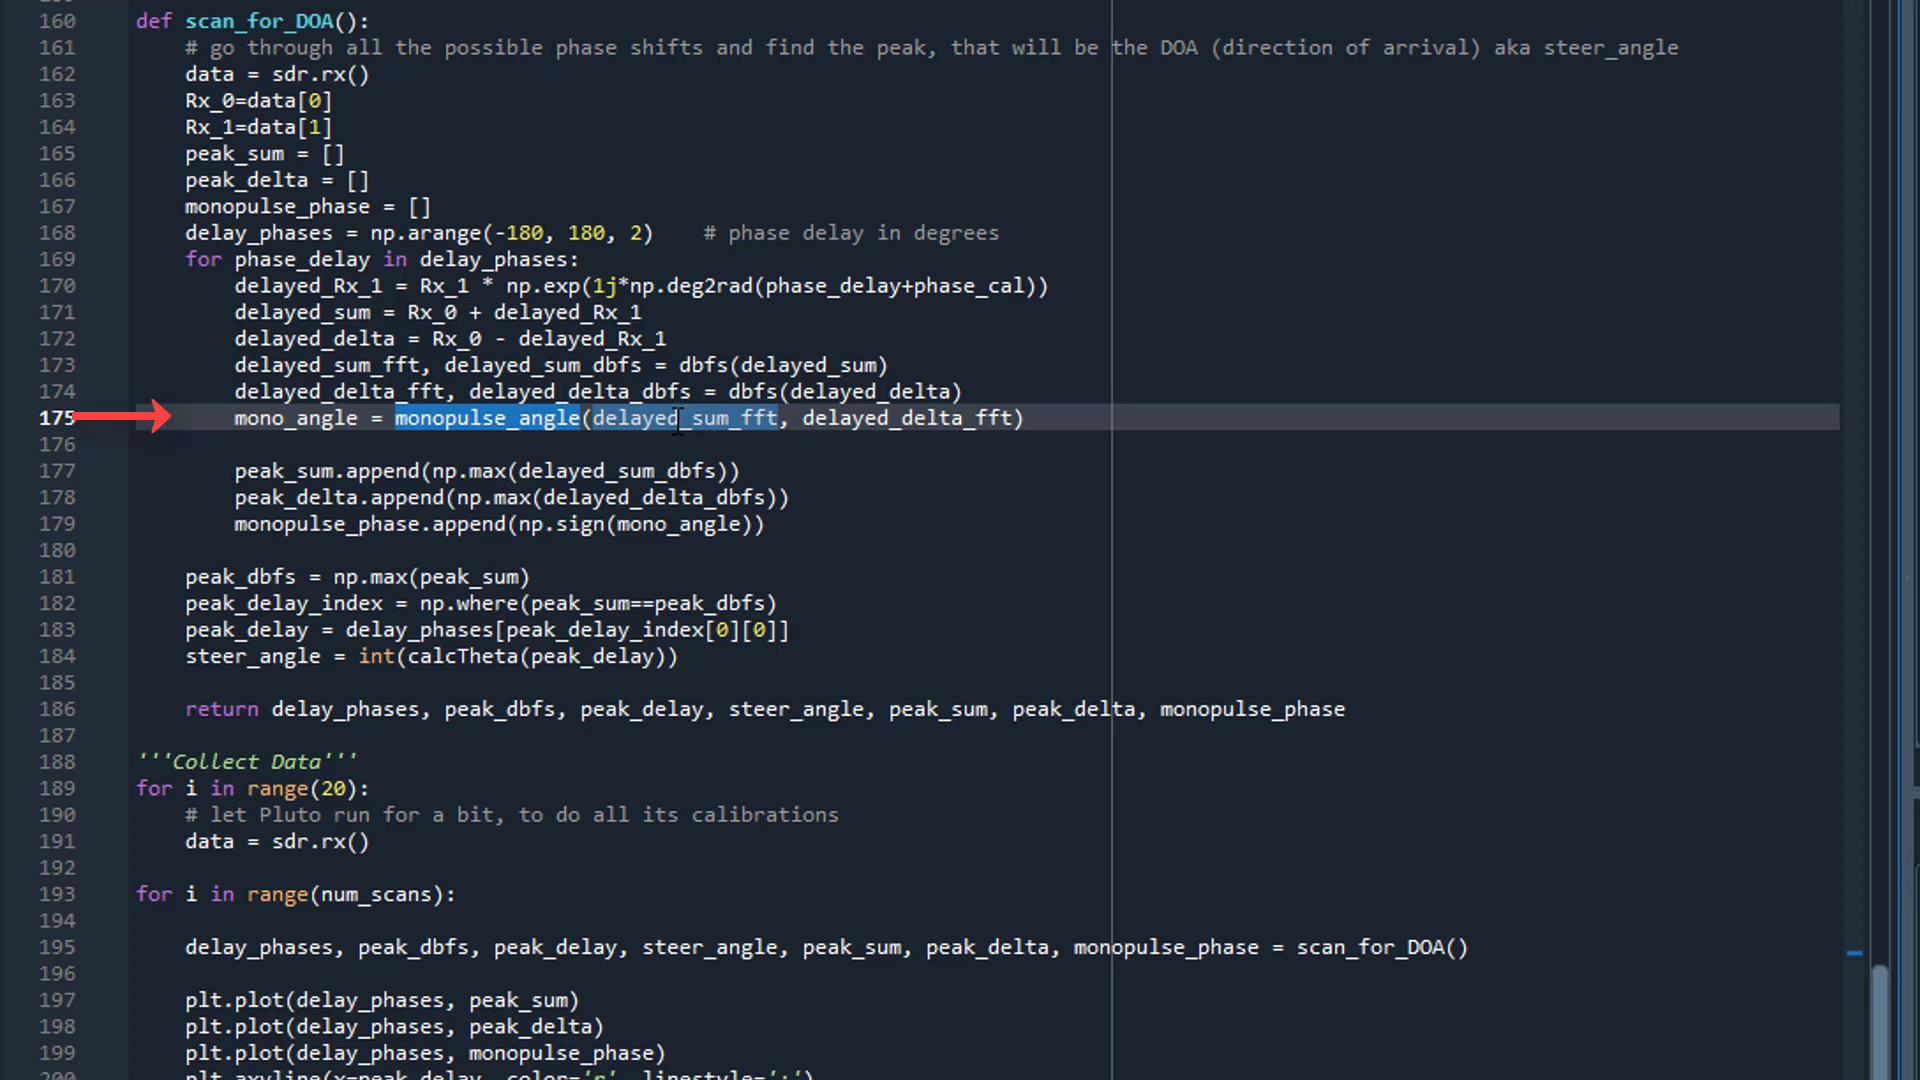 160 def scan_for_DOA():
161     # go through all the possible phase shifts and find the peak, that will be the DOA (direction of arrival) aka steer_angle
162     data = sdr.rx()
163     Rx_0=data[0]
164     Rx_1=data[1]
165     peak_sum = []
166     peak_delta = []
167     monopulse_phase = []
168     delay_phases = np.arange(-180, 180, 2)    # phase delay in degrees
169     for phase_delay in delay_phases:
170         delayed_Rx_1 = Rx_1 * np.exp(1j*np.deg2rad(phase_delay+phase_cal))
171         delayed_sum = Rx_0 + delayed_Rx_1
172         delayed_delta = Rx_0 - delayed_Rx_1
173         delayed_sum_fft, delayed_sum_dbfs = dbfs(delayed_sum)
174         delayed_delta_fft, delayed_delta_dbfs = dbfs(delayed_delta)
175         mono_angle = monopulse_angle(delayed_sum_fft, delayed_delta_fft)
176
177         peak_sum.append(np.max(delayed_sum_dbfs))
178         peak_delta.append(np.max(delayed_delta_dbfs))
179         monopulse_phase.append(np.sign(mono_angle))
180
181     peak_dbfs = np.max(peak_sum)
182     peak_delay_index = np.where(peak_sum==peak_dbfs)
183     peak_delay = delay_phases[peak_delay_index[0][0]]
184     steer_angle = int(calcTheta(peak_delay))
185
186     return delay_phases, peak_dbfs, peak_delay, steer_angle, peak_sum, peak_delta, monopulse_phase
187
188 '''Collect Data'''
189 for i in range(20):
190     # let Pluto run for a bit, to do all its calibrations
191     data = sdr.rx()
192
193 for i in range(num_scans):
194
195     delay_phases, peak_dbfs, peak_delay, steer_angle, peak_sum, peak_delta, monopulse_phase = scan_for_DOA()
196
197     plt.plot(delay_phases, peak_sum)
198     plt.plot(delay_phases, peak_delta)
199     plt.plot(delay_phases, monopulse_phase)
200     plt.axvline(x=peak_delay, color='r', linestyle=':')